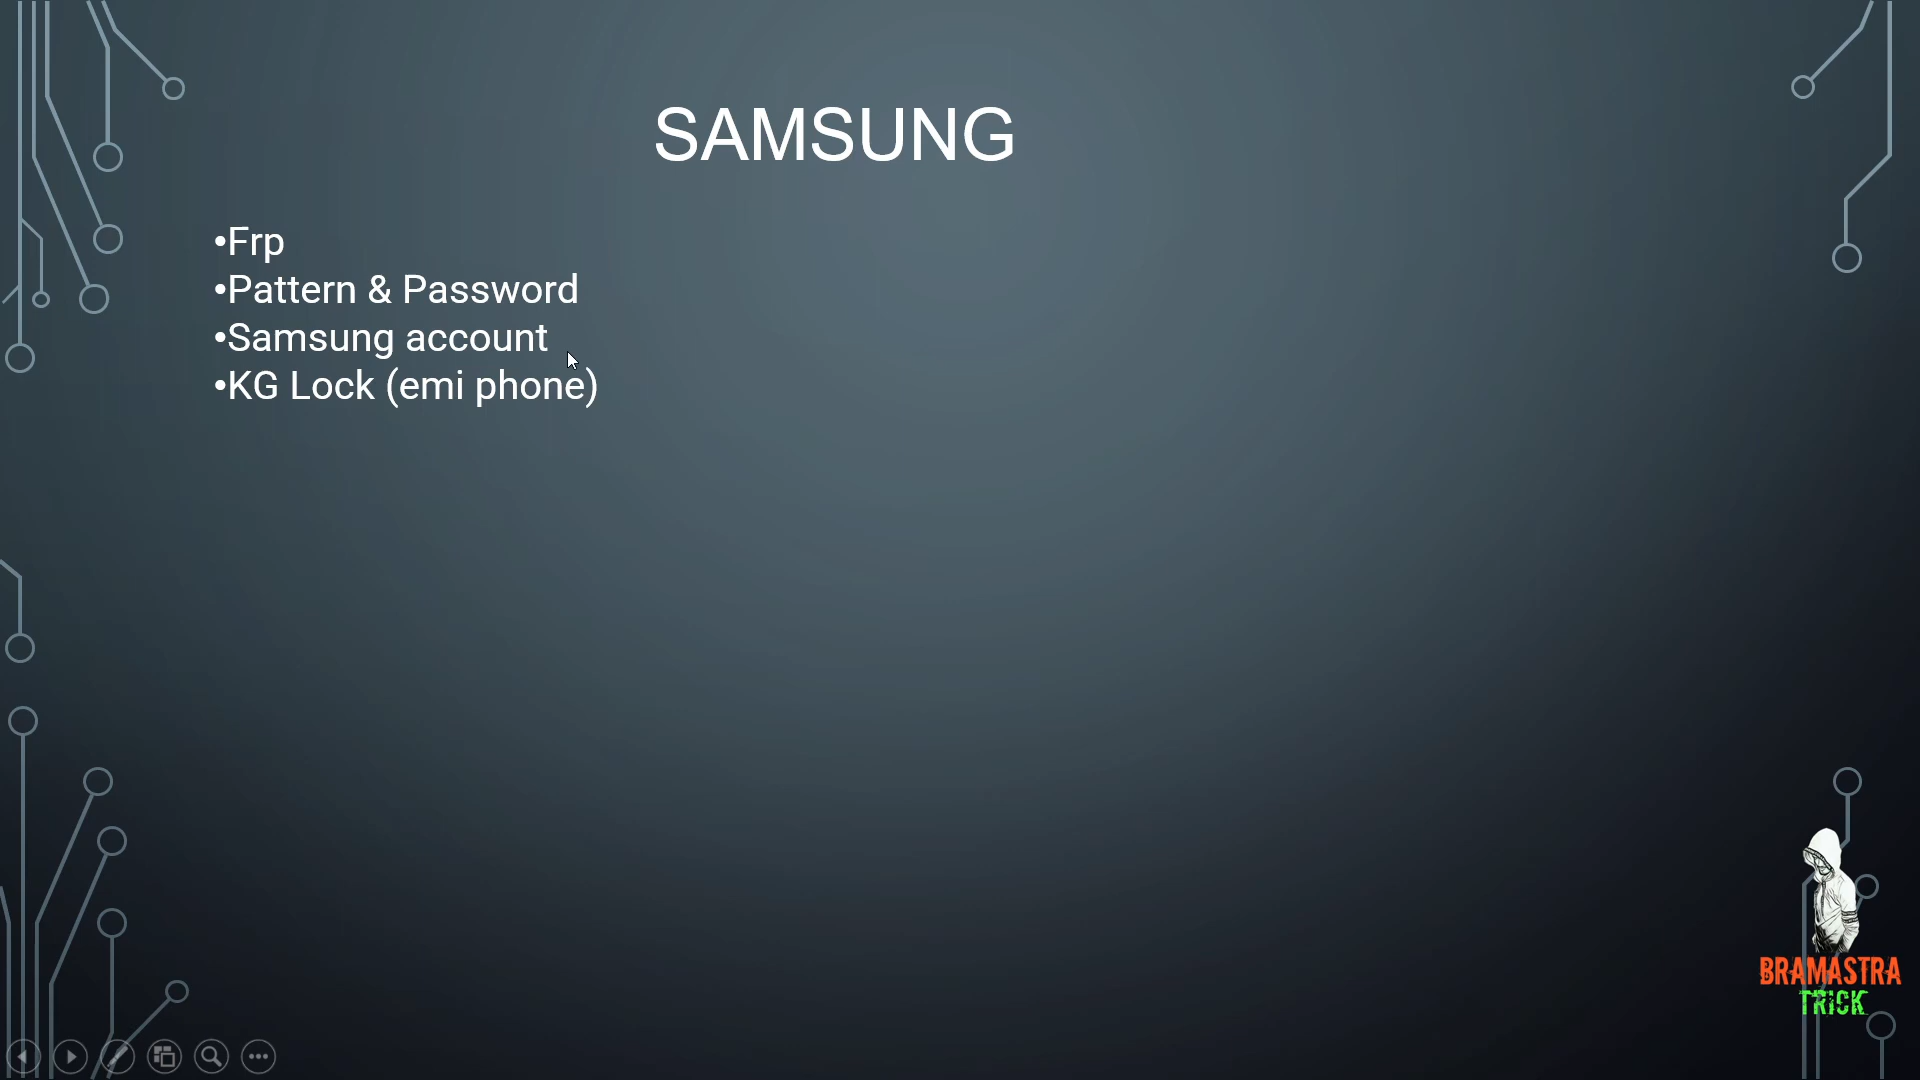 SAMSUNG
•Frp
•Pattern & Password
•Samsung account
•KG Lock (emi phone)
BRAMASTRA
TRICK